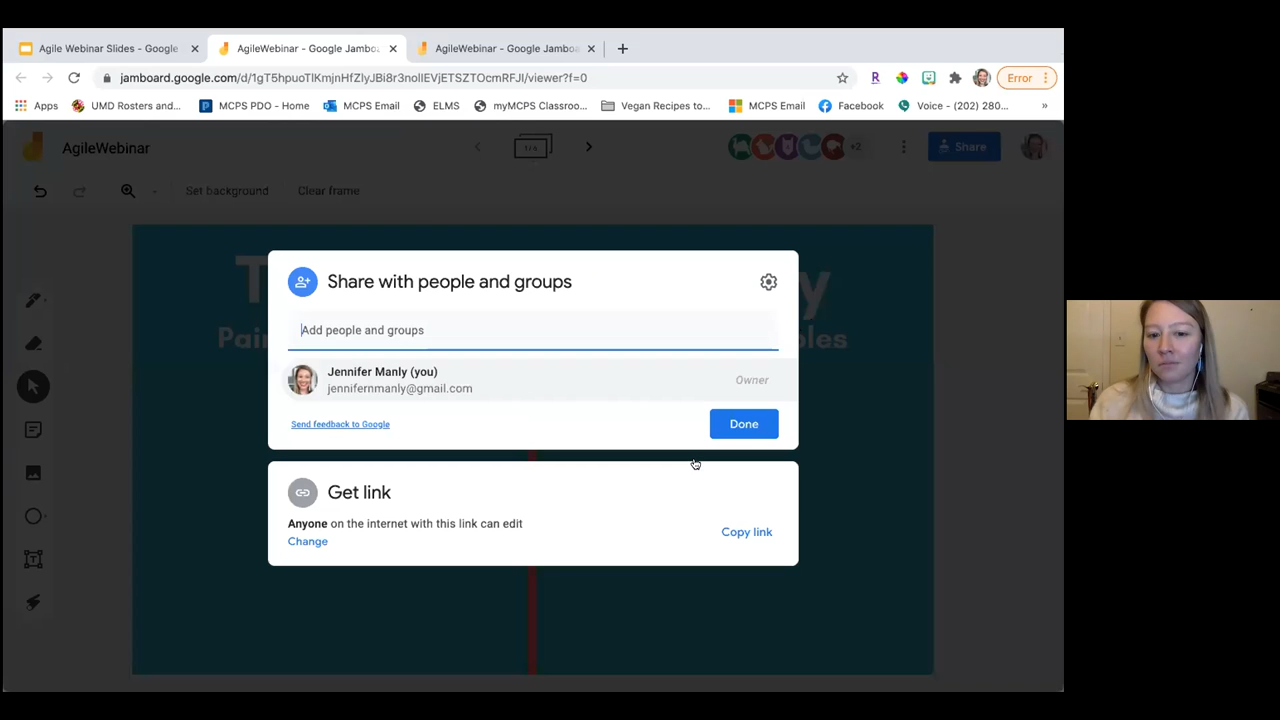 Agile Webinar Slides - Google
AgileWebinar - Google Jambo
AgileWebinar - Google Jambo
jamboard.google.com/d/1gT5hpuoTlKmjnHfZlyJBi8r3nollEVjETSZTOcmRFJI/viewer?f=0
Error
Apps
UMD Rosters and...
MCPS PDO - Home
MCPS Email
ELMS
myMCPS Classroo...
Vegan Recipes to...
MCPS Email
Facebook
Voice - (202) 280...
»
AgileWebinar
1/6
+2
Share
Set background
Clear frame
Share with people and groups
Add people and groups
Jennifer Manly (you)
jennifernmanly@gmail.com
Owner
Send feedback to Google
Done
Get link
Anyone on the internet with this link can edit
Change
Copy link